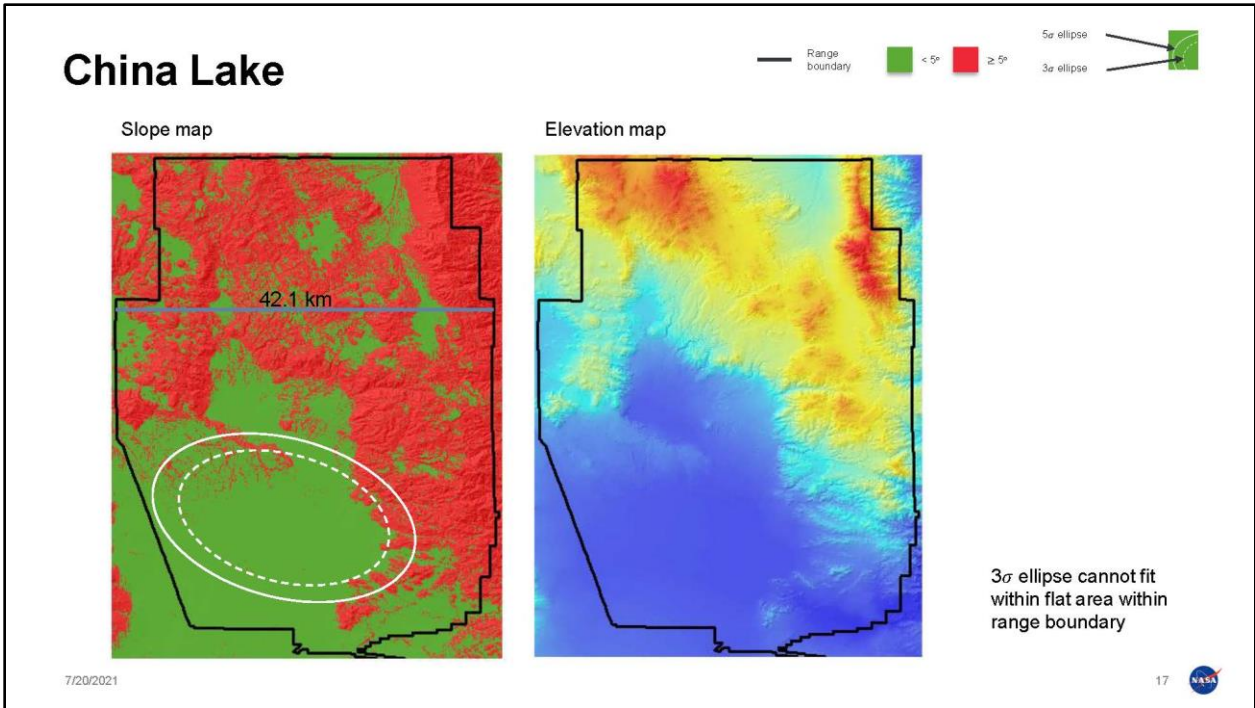 China Lake
Range
boundary
< 5°
≥ 5°
5σ ellipse
3σ ellipse
Slope map
Elevation map
42.1 km
3σ ellipse cannot fit
within flat area within
range boundary
7/20/2021
17
NASA